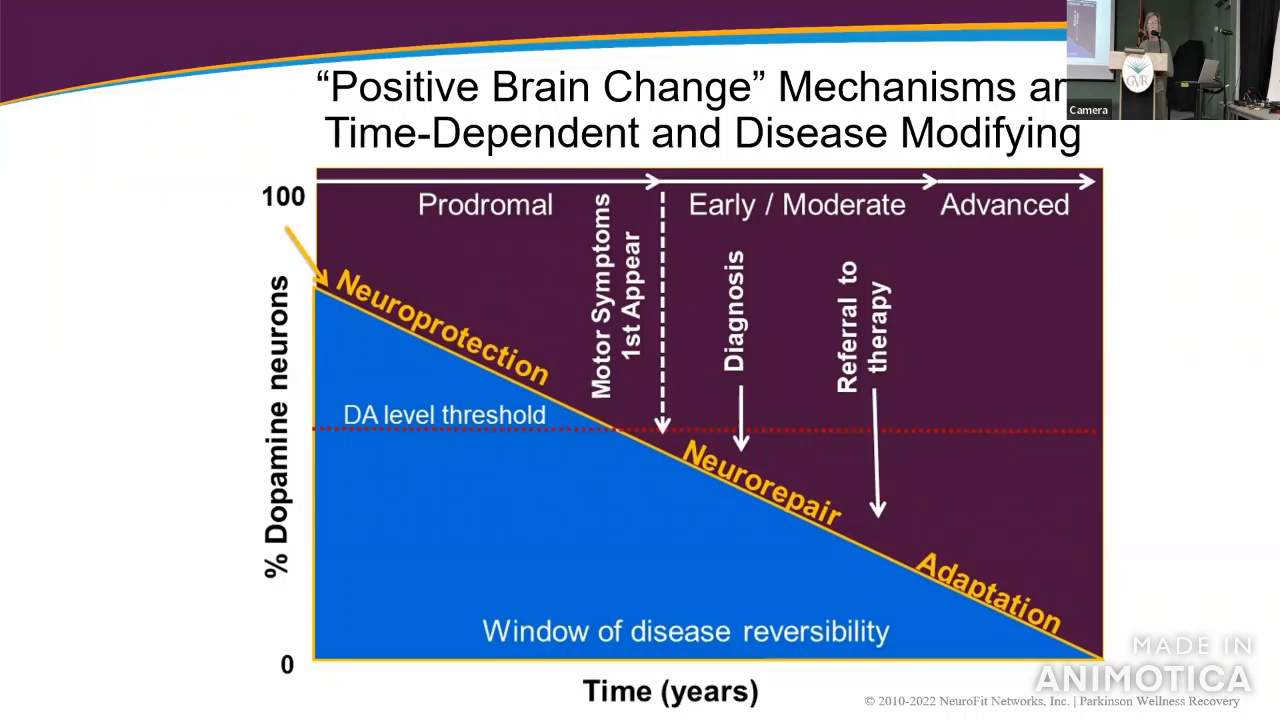 “Positive Brain Change” Mechanisms ar
Time-Dependent and Disease Modifying
Camera
GVR
100
Prodromal
Early / Moderate
Advanced
Motor Symptoms
1st Appear
Diagnosis
Referral to
therapy
Neuroprotection
DA level threshold
Neurorepair
Adaptation
% Dopamine neurons
Window of disease reversibility
0
Time (years)
MADE IN
ANIMOTICA
© 2010-2022 NeuroFit Networks, Inc. | Parkinson Wellness Recovery